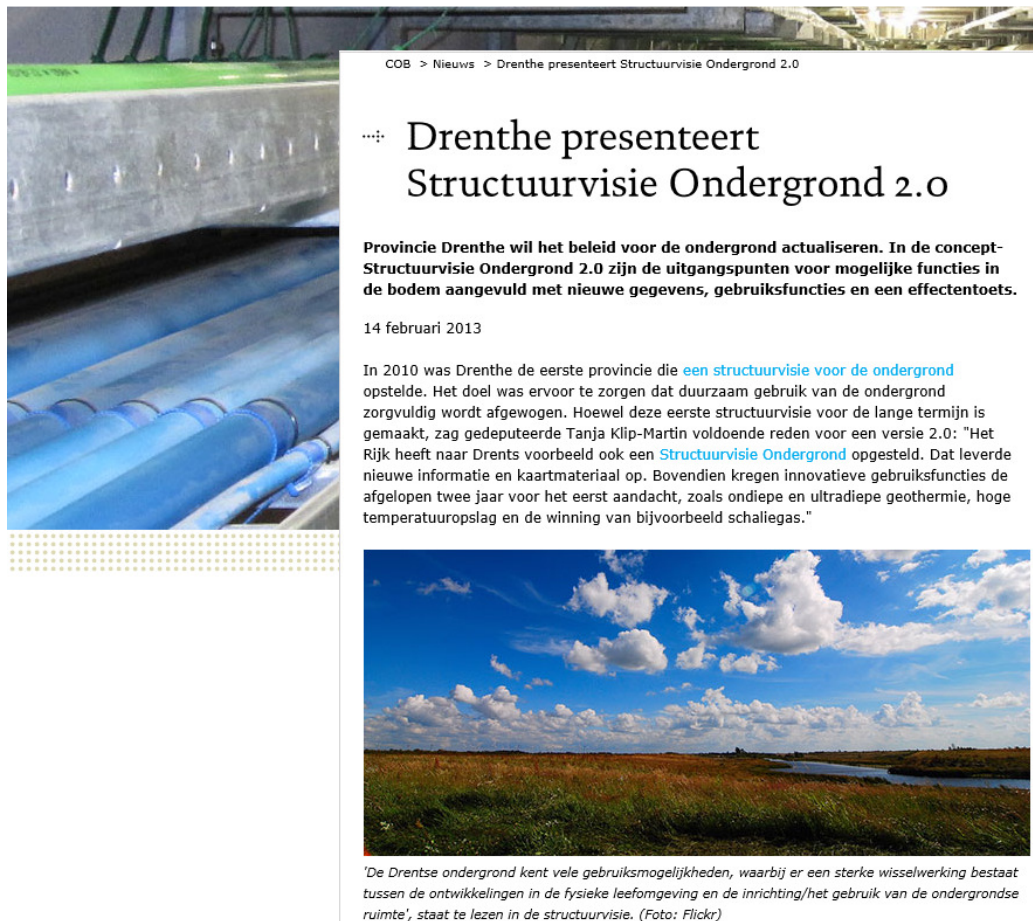 COB > Nieuws > Drenthe presenteert Structuurvisie Ondergrond 2.0
Drenthe presenteert
Structuurvisie Ondergrond 2.0
Provincie Drenthe wil het beleid voor de ondergrond actualiseren. In de concept-
Structuurvisie Ondergrond 2.0 zijn de uitgangspunten voor mogelijke functies in
de bodem aangevuld met nieuwe gegevens, gebruiksfuncties en een effectentoets.
14 februari 2013
In 2010 was Drenthe de eerste provincie die een structuurvisie voor de ondergrond
opstelde. Het doel was ervoor te zorgen dat duurzaam gebruik van de ondergrond
zorgvuldig wordt afgewogen. Hoewel deze eerste structuurvisie voor de lange termijn is
gemaakt, zag gedeputeerde Tanja Klip-Martin voldoende reden voor een versie 2.0: "Het
Rijk heeft naar Drents voorbeeld ook een Structuurvisie Ondergrond opgesteld. Dat leverde
nieuwe informatie en kaartmateriaal op. Bovendien kregen innovatieve gebruiksfuncties de
afgelopen twee jaar voor het eerst aandacht, zoals ondiepe en ultradiepe geothermie, hoge
temperatuuropslag en de winning van bijvoorbeeld schaliegas."
'De Drentse ondergrond kent vele gebruiksmogelijkheden, waarbij er een sterke wisselwerking bestaat
tussen de ontwikkelingen in de fysieke leefomgeving en de inrichting/het gebruik van de ondergrondse
ruimte', staat te lezen in de structuurvisie. (Foto: Flickr)